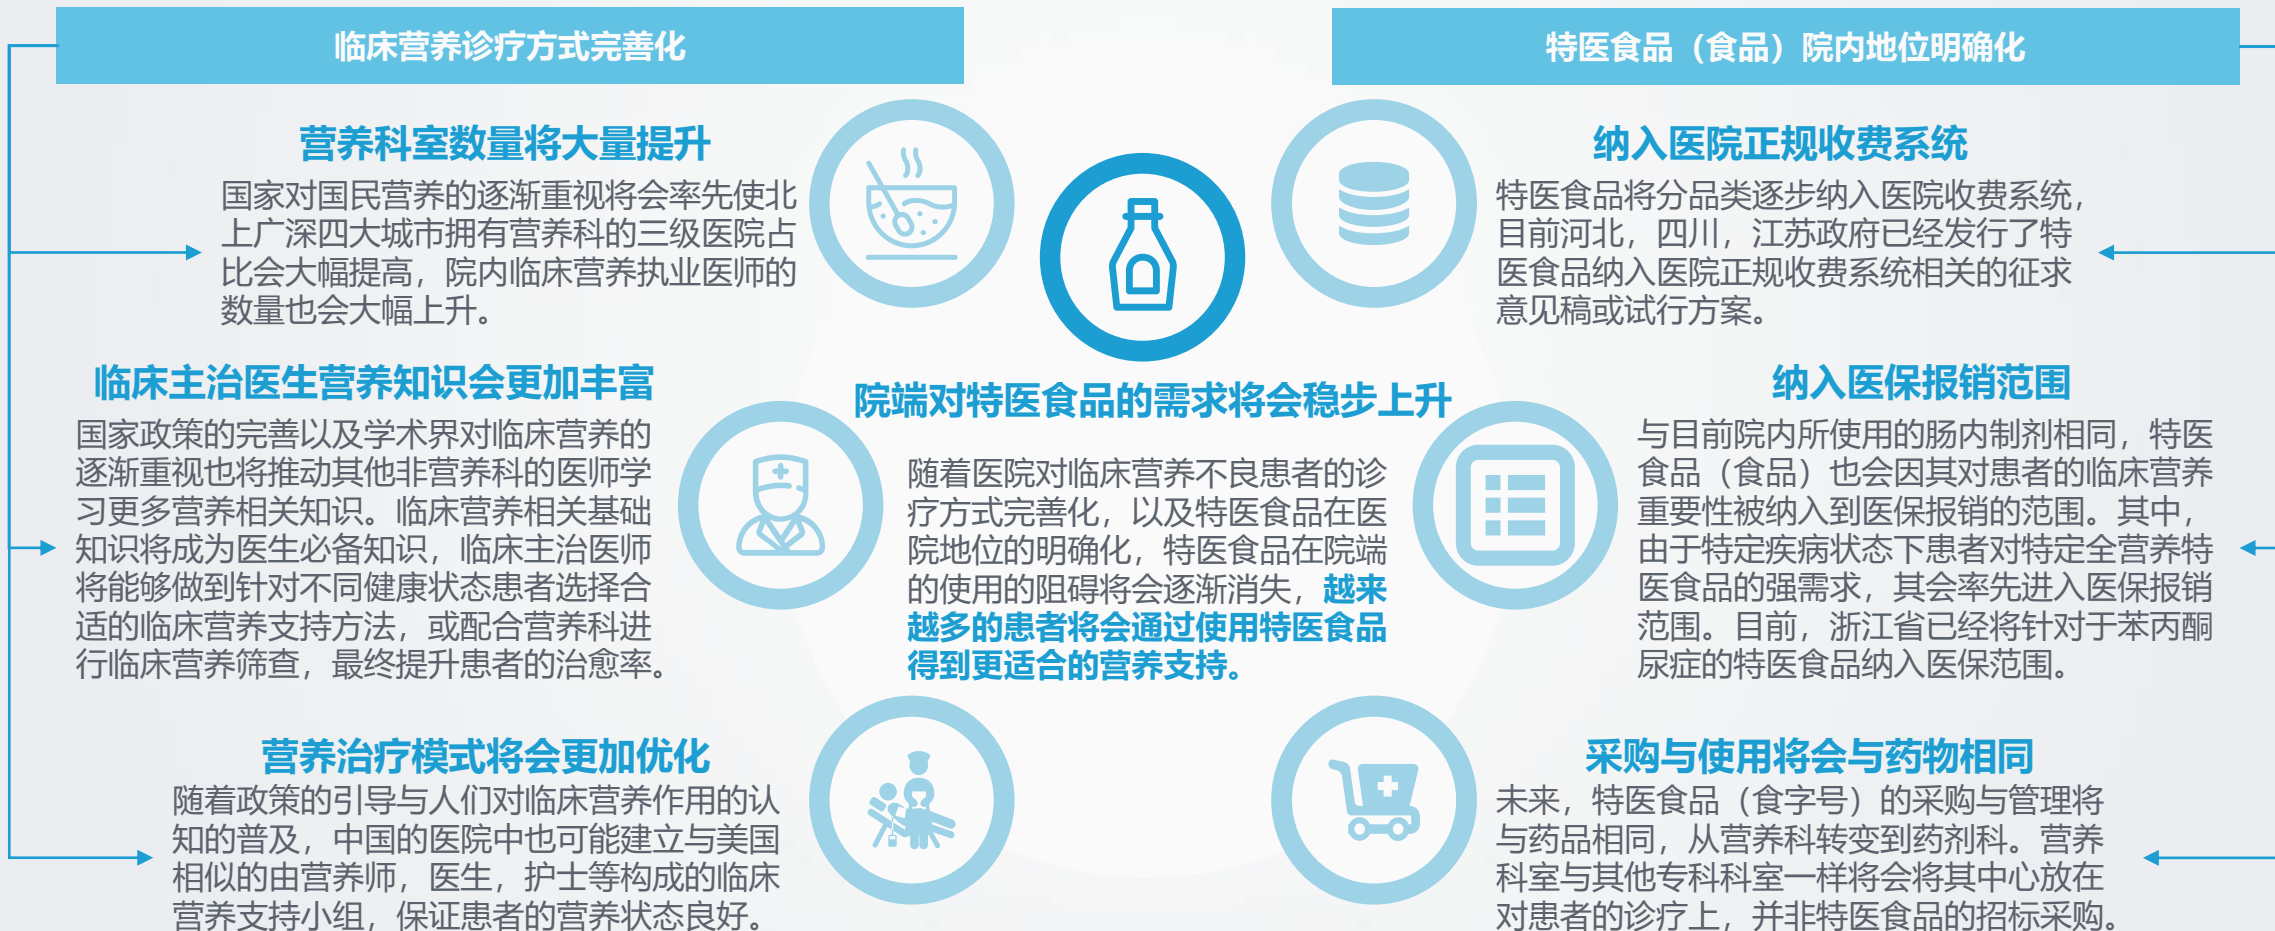 临床营养诊疗方式完善化
营养科室数量将大量提升
国家对国民营养的逐渐重视将会率先使北
上广深四大城市拥有营养科的三级医院占
比会大幅提高，院内临床营养执业医师的
数量也会大幅上升。
临床主治医生营养知识会更加丰富
国家政策的完善以及学术界对临床营养的
逐渐重视也将推动其他非营养科的医师学
习更多营养相关知识。临床营养相关基础
知识将成为医生必备知识，临床主治医师
将能够做到针对不同健康状态患者选择合
适的临床营养支持方法，或配合营养科进
行临床营养筛查，最终提升患者的治愈率。
营养治疗模式将会更加优化
随着政策的引导与人们对临床营养作用的认
知的普及，中国的医院中也可能建立与美国
相似的由营养师，医生，护士等构成的临床
营养支持小组，保证患者的营养状态良好。
院端对特医食品的需求将会稳步上升
随着医院对临床营养不良患者的诊
疗方式完善化，以及特医食品在医
院地位的明确化，特医食品在院端
的使用的阻碍将会逐渐消失，越来
越多的患者将会通过使用特医食品
得到更适合的营养支持。
特医食品（食品）院内地位明确化
纳入医院正规收费系统
特医食品将分品类逐步纳入医院收费系统，
目前河北，四川，江苏政府已经发行了特
医食品纳入医院正规收费系统相关的征求
意见稿或试行方案。
纳入医保报销范围
与目前院内所使用的肠内制剂相同，特医
食品（食品）也会因其对患者的临床营养
重要性被纳入到医保报销的范围。其中，
由于特定疾病状态下患者对特定全营养特
医食品的强需求，其会率先进入医保报销
范围。目前，浙江省已经将针对于苯丙酮
尿症的特医食品纳入医保范围。
采购与使用将会与药物相同
未来，特医食品（食字号）的采购与管理将
与药品相同，从营养科转变到药剂科。营养
科室与其他专科科室一样将会将其中心放在
对患者的诊疗上，并非特医食品的招标采购。